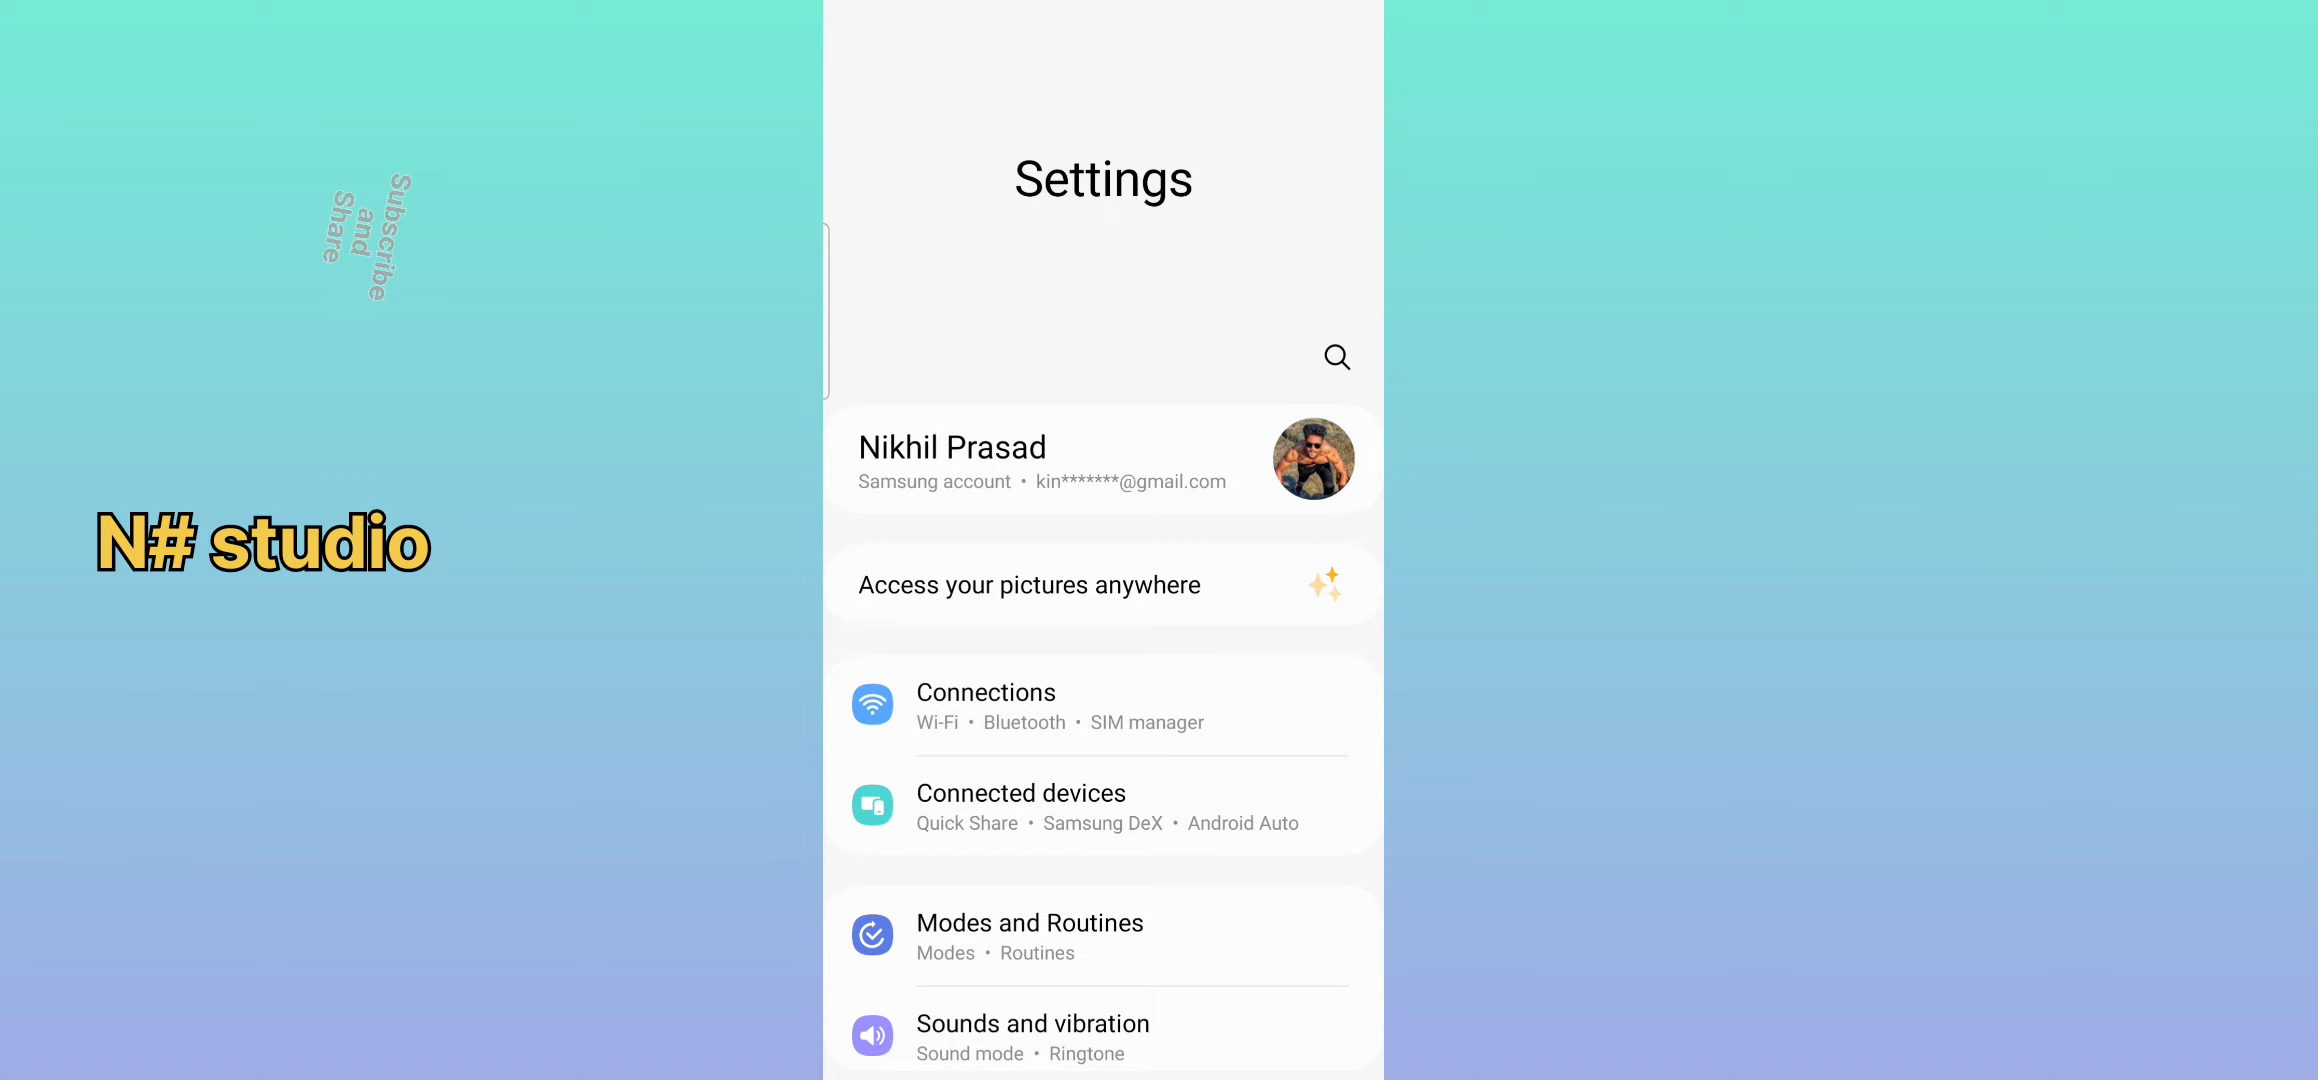 Subscribe
and
Share
N# studio
Settings
Nikhil Prasad
Samsung account • kin*******@gmail.com
Access your pictures anywhere
Connections
Wi-Fi • Bluetooth • SIM manager
Connected devices
Quick Share • Samsung DeX • Android Auto
Modes and Routines
Modes • Routines
Sounds and vibration
Sound mode • Ringtone